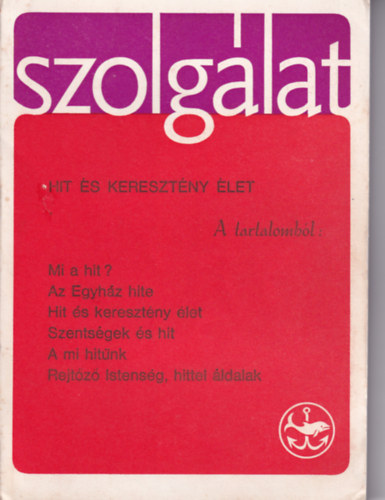 szolgálat
HIT ÉS KERESZTÉNY ÉLET
A tartalomból:
Mi a hit?
Az Egyház hite
Hit és keresztény élet
Szentségek és hit
A mi hitünk
Rejtőző istenség, hittel áldalak